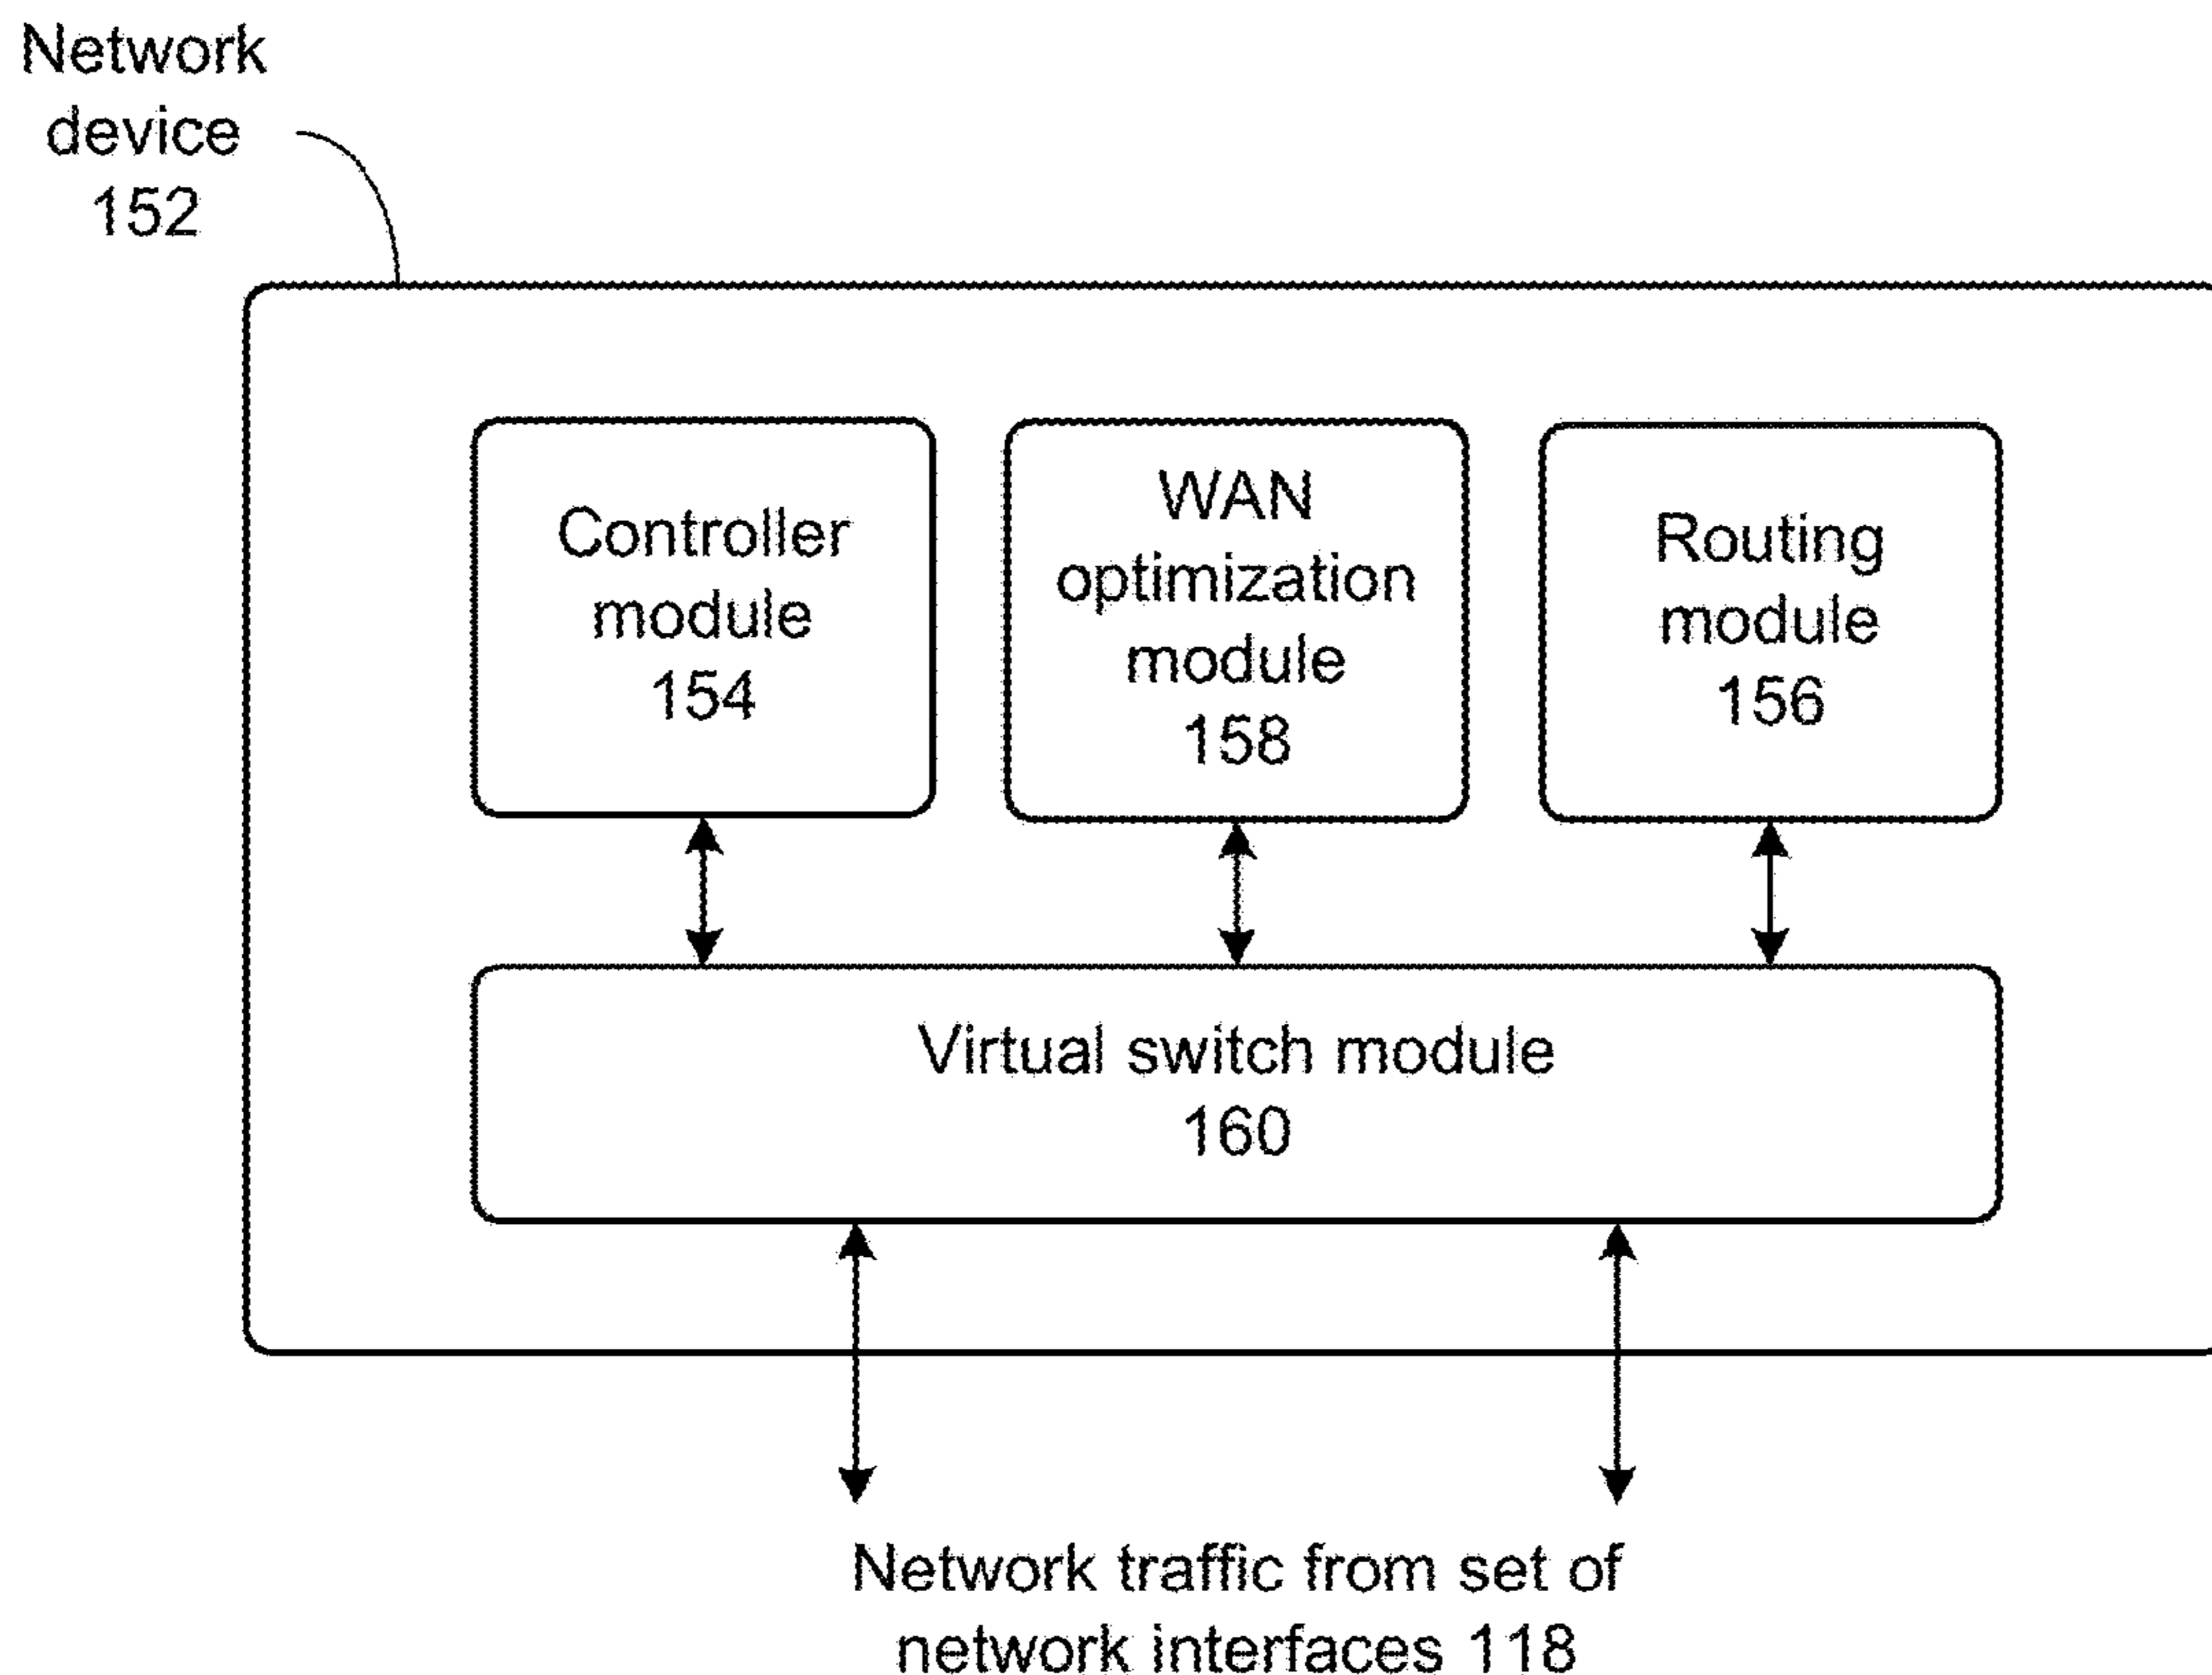 Network
device
152
Controller
module
154
WAN
optimization
module
158
Routing
module
156
Virtual switch module
160
Network traffic from set of
network interfaces 118